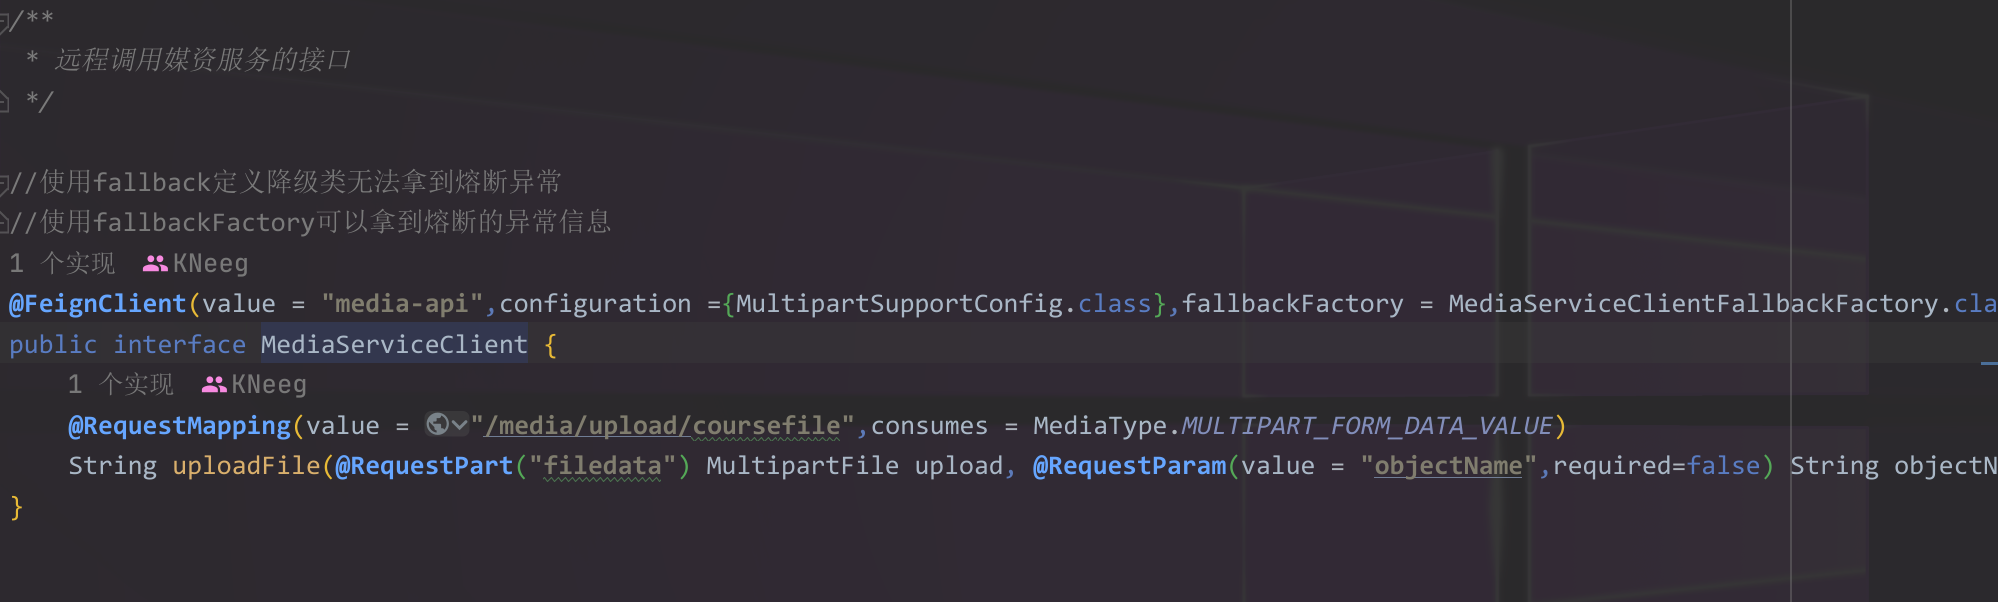 /**
 * 远程调用媒资服务的接口
 */
//使用fallback定义降级类无法拿到熔断异常
//使用fallbackFactory可以拿到熔断的异常信息
1 个实现 KNeeg
@FeignClient(value = "media-api",configuration ={MultipartSupportConfig.class},fallbackFactory = MediaServiceClientFallbackFactory.cla
public interface MediaServiceClient {
1 个实现 KNeeg
@RequestMapping(value = "/media/upload/coursefile",consumes = MediaType.MULTIPART_FORM_DATA_VALUE)
String uploadFile(@RequestPart("filedata") MultipartFile upload, @RequestParam(value = "objectName",required=false) String objectN
}